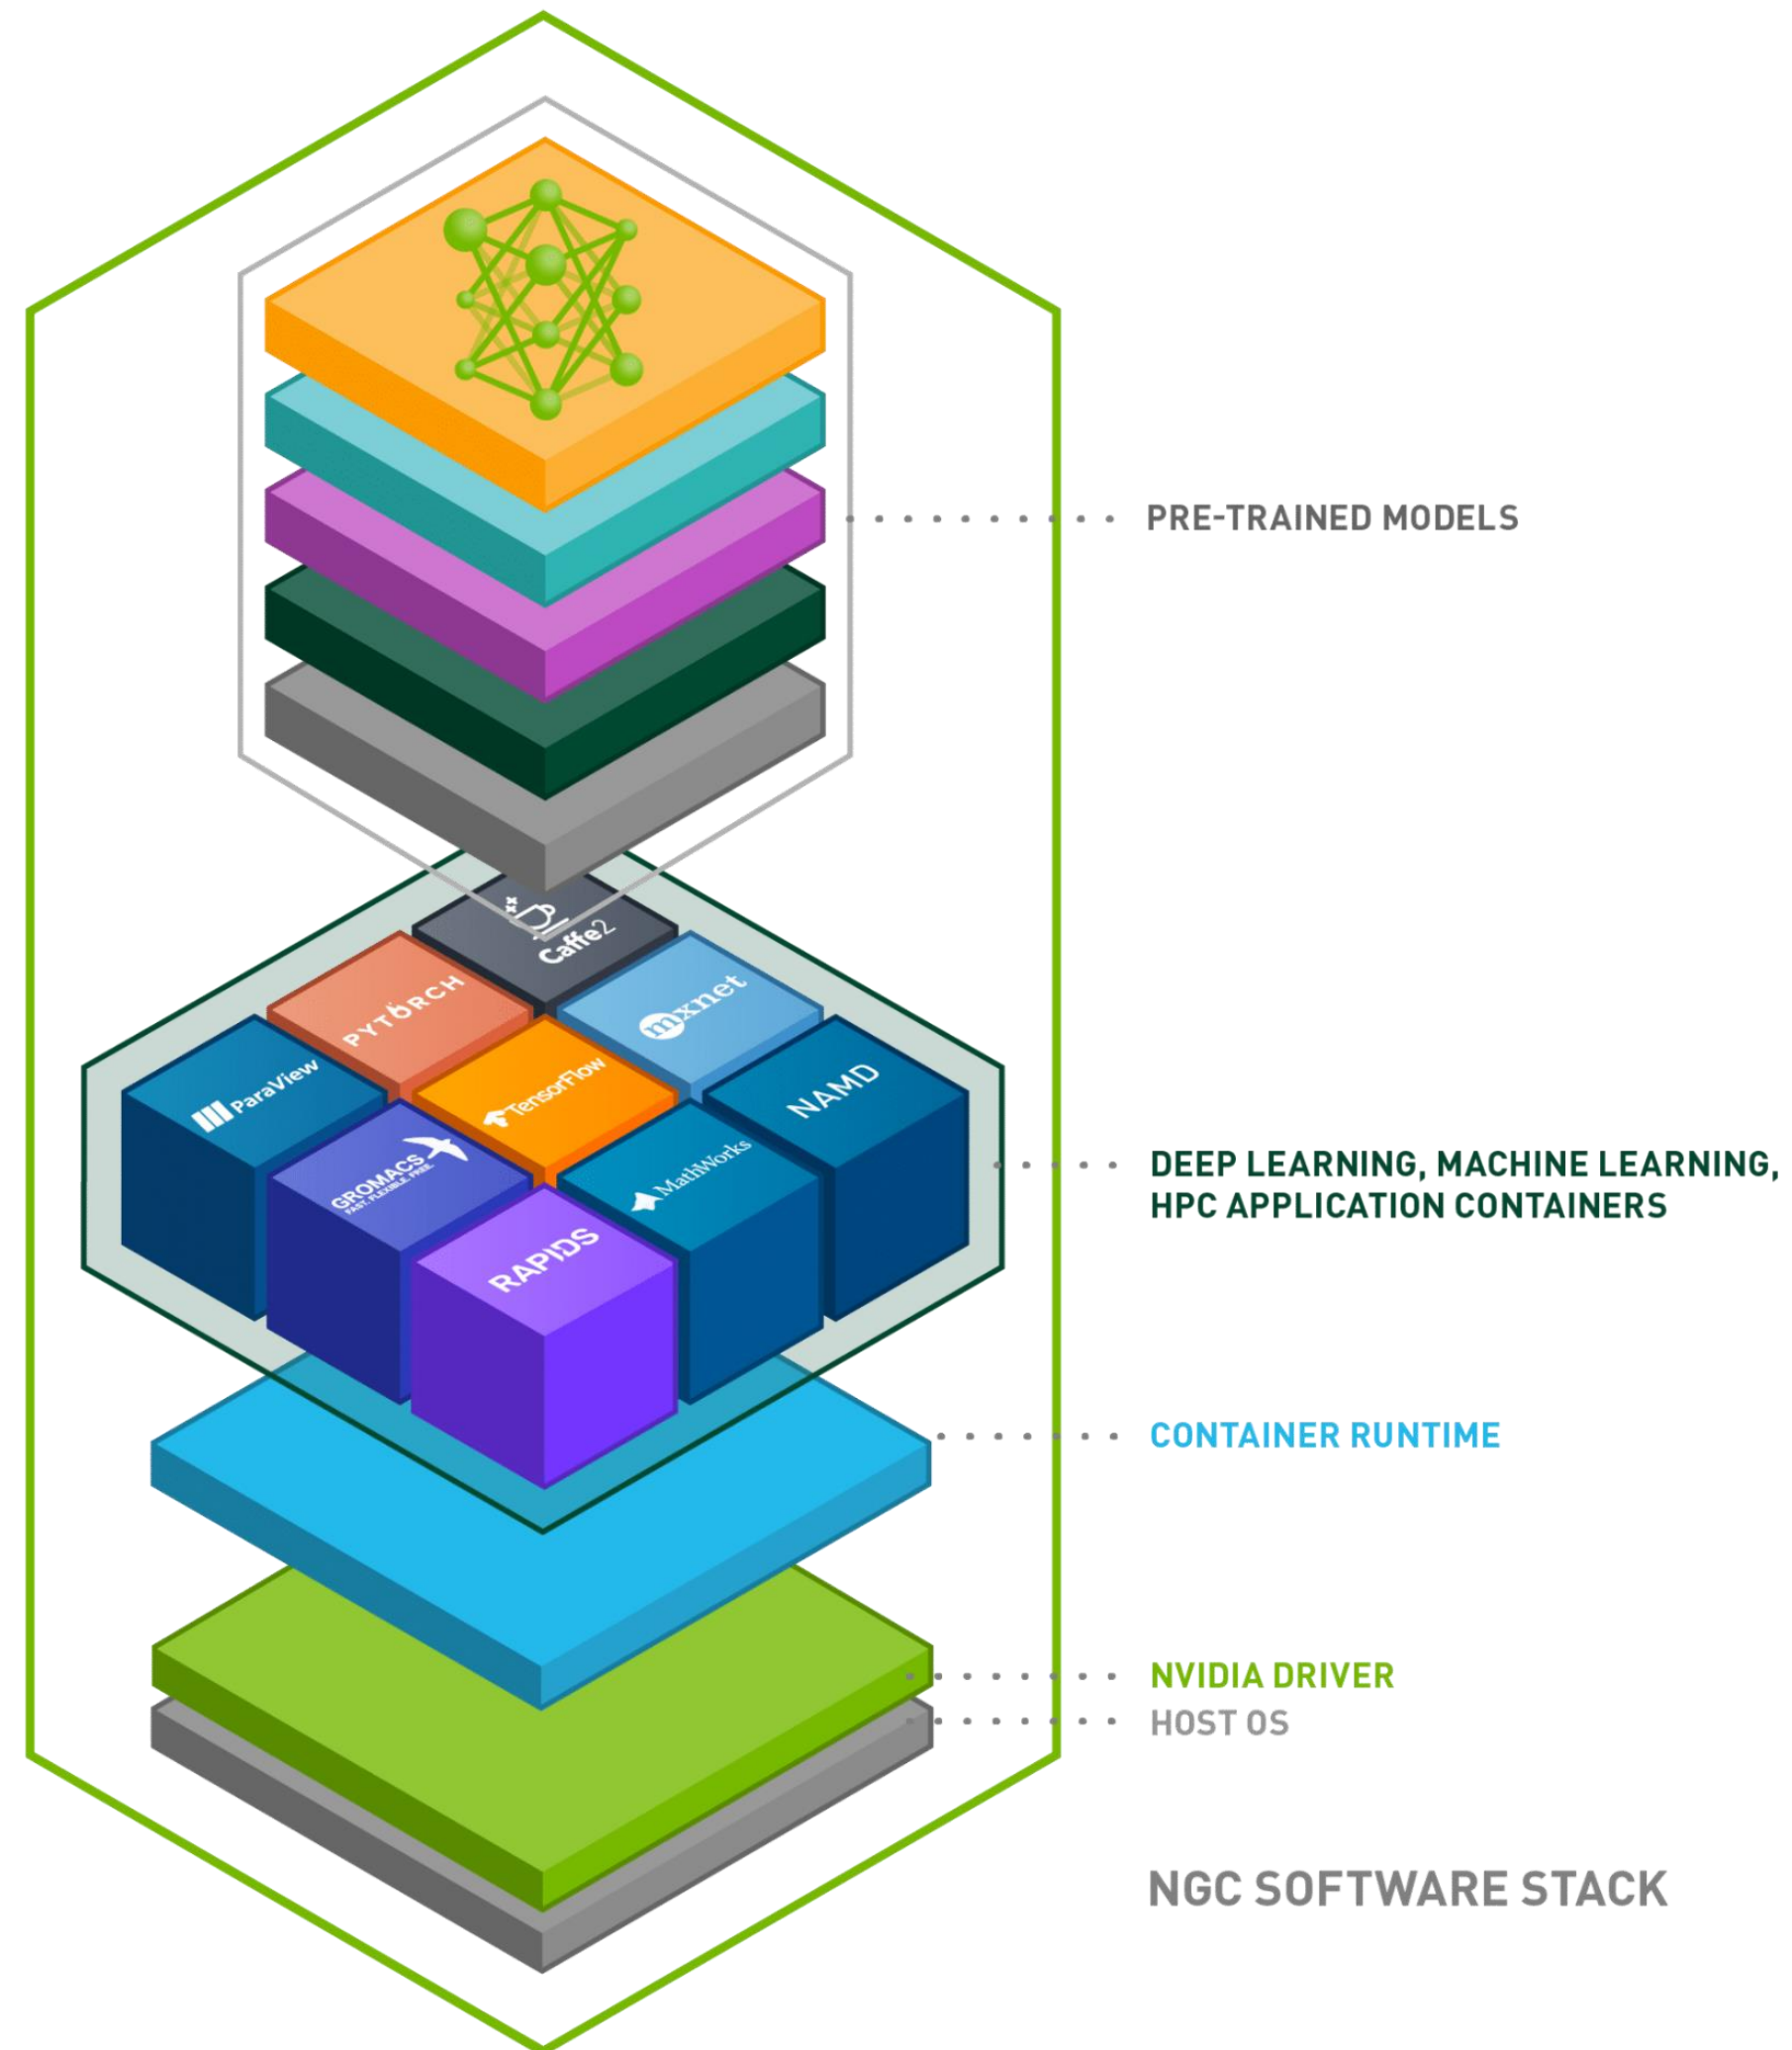 PRE-TRAINED MODELS
Caffe2
PYTORCH
mxnet
ParaView
TensorFlow
NAMD
GROMACS
FAST. FLEXIBLE. FREE.
MathWorks
RAPIDS
DEEP LEARNING, MACHINE LEARNING,
HPC APPLICATION CONTAINERS
CONTAINER RUNTIME
NVIDIA DRIVER
HOST OS
NGC SOFTWARE STACK